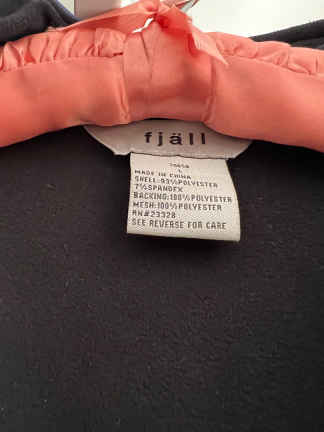 fjäll
L
MADE IN CHINA
SHELL:93%POLYESTER
7%SPANDEX
BACKING:100%POLYESTER
MESH:100%POLYESTER
RN#23328
SEE REVERSE FOR CARE